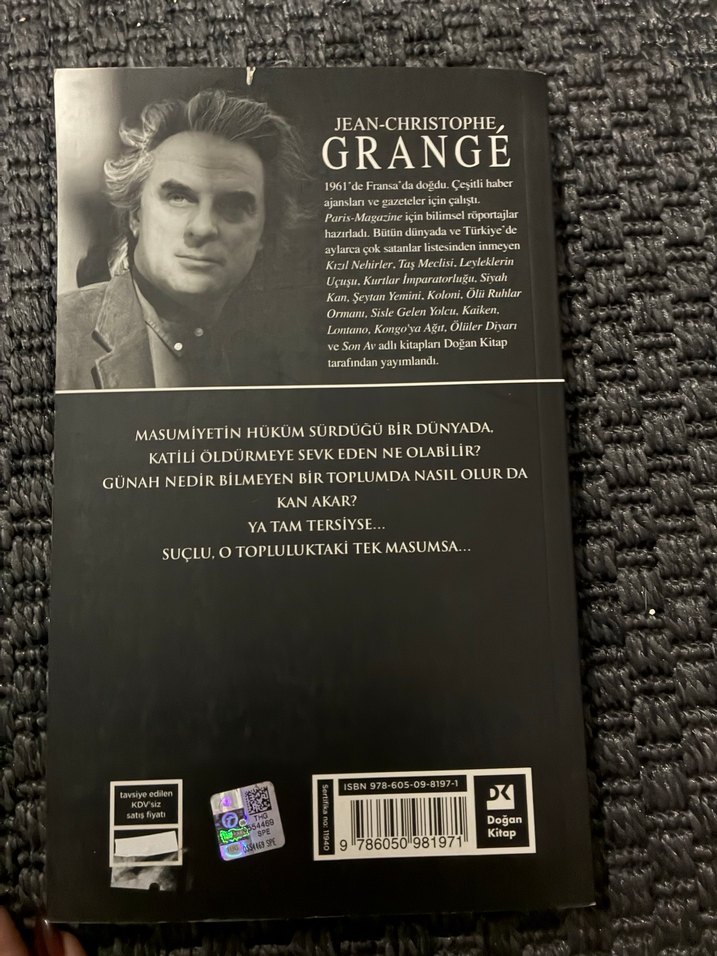 JEAN-CHRISTOPHE
GRANGÉ
1961'de Fransa'da doğdu. Çeşitli haber
ajansları ve gazeteler için çalıştı.
Paris-Magazine için bilimsel röportajlar
hazırladı. Bütün dünyada ve Türkiye'de
aylarca çok satanlar listesinden inmeyen
Kızıl Nehirler, Taş Meclisi, Leyleklerin
Uçuşu, Kurtlar İmparatorluğu, Siyah
Kan, Şeytan Yemini, Koloni, Ölü Ruhlar
Ormanı, Sisle Gelen Yolcu, Kaiken,
Lontano, Kongo'ya Ağıt, Ölüler Diyarı
ve Son Av adlı kitapları Doğan Kitap
tarafından yayımlandı.
MASUMİYETİN HÜKÜM SÜRDÜĞÜ BİR DÜNYADA,
KATİLİ ÖLDÜRMEYE SEVK EDEN NE OLABİLİR?
GÜNAH NEDİR BİLMEYEN BİR TOPLUMDA NASIL OLUR DA
KAN AKAR?
YA TAM TERSİYSE...
SUÇLU, O TOPLULUKTAKİ TEK MASUMSA...
tavsiye edilen
KDV'siz
satış fiyatı
THG
54469
SPE
Sertifika no: 11940
ISBN 978-605-09-8197-1
9 786050 981971
Doğan
Kitap